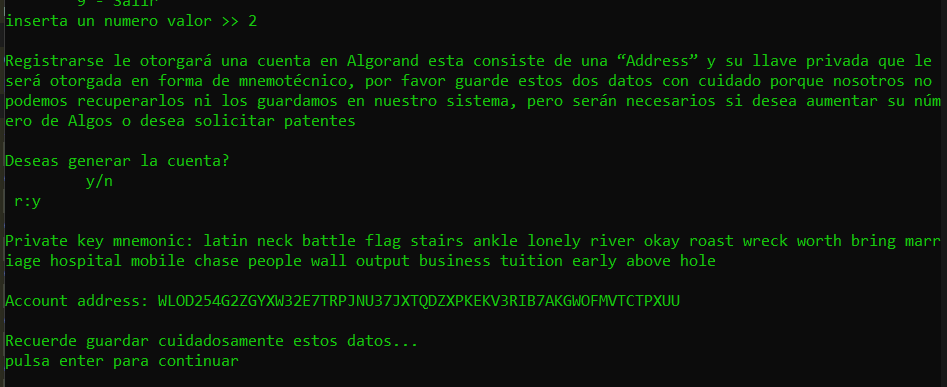 9 - Salir
inserta un numero valor >> 2
Registrarse le otorgará una cuenta en Algorand esta consiste de una “Address” y su llave privada que le
será otorgada en forma de mnemotécnico, por favor guarde estos dos datos con cuidado porque nosotros no
podemos recuperarlos ni los guardamos en nuestro sistema, pero serán necesarios si desea aumentar su núm
ero de Algos o desea solicitar patentes
Deseas generar la cuenta?
y/n
r:y
Private key mnemonic: latin neck battle flag stairs ankle lonely river okay roast wreck worth bring marr
iage hospital mobile chase people wall output business tuition early above hole
Account address: WLOD254G2ZGYXW32E7TRPJNU37JXTQDZXPKEKV3RIB7AKGWOFMVTCTPXUU
Recuerde guardar cuidadosamente estos datos...
pulsa enter para continuar